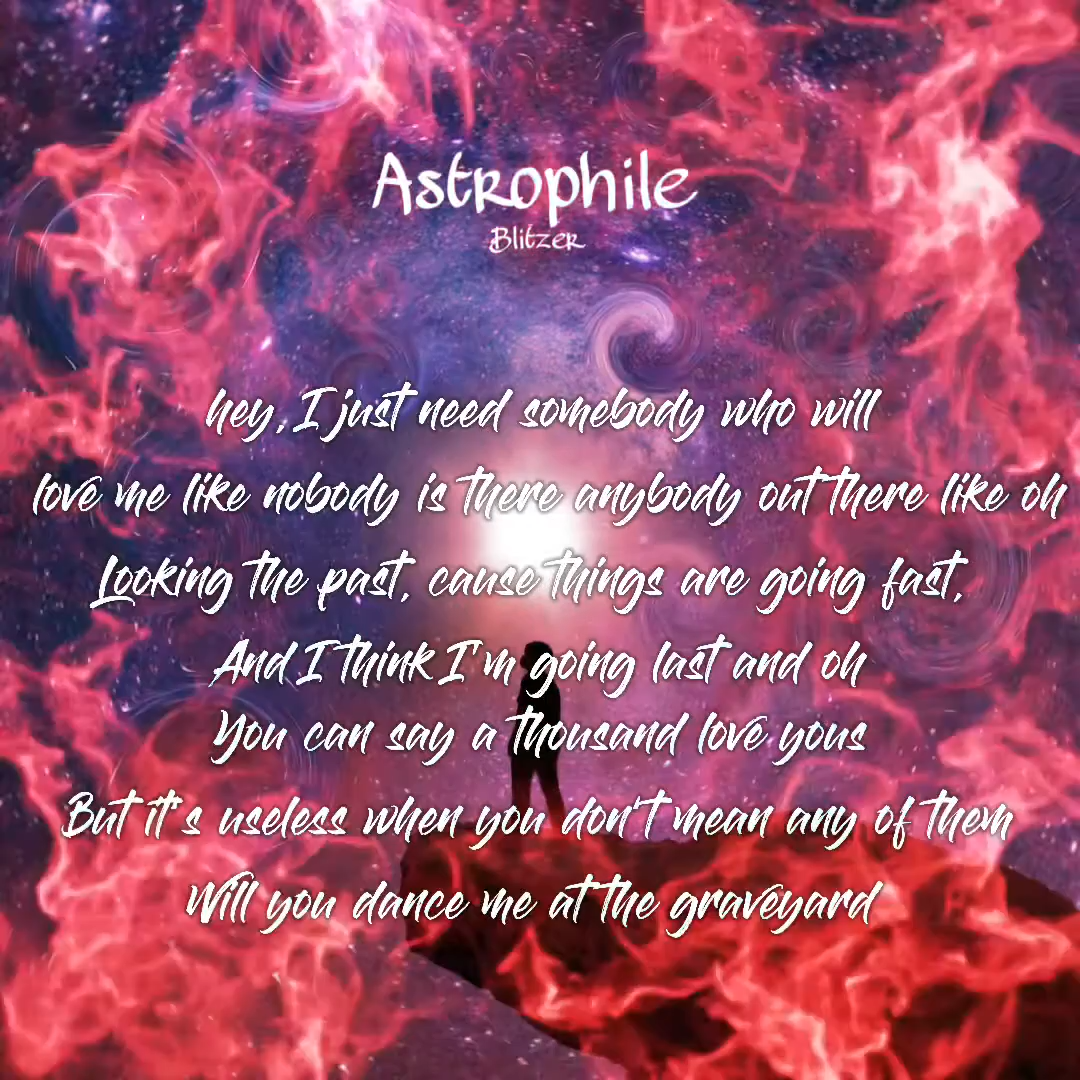 Astrophile
Blitzer
hey, I just need somebody who will
love me like nobody is there anybody out there like oh
Looking the past, cause things are going fast,
And I think I'm going last and oh
You can say a thousand love yous
But it's useless when you don't mean any of them
Will you dance me at the graveyard